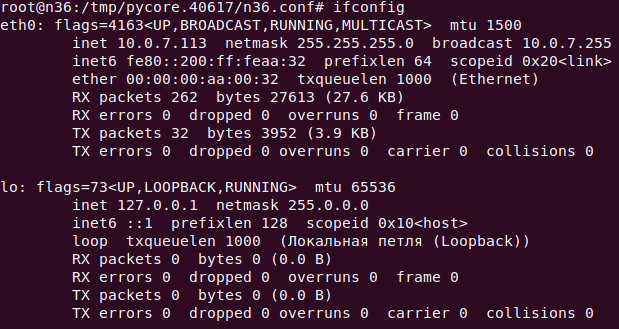 root@n36:/tmp/pycore.40617/n36.conf# ifconfig
eth0: flags=4163<UP,BROADCAST,RUNNING,MULTICAST>  mtu 1500
        inet 10.0.7.113  netmask 255.255.255.0  broadcast 10.0.7.255
        inet6 fe80::200:ff:feaa:32  prefixlen 64  scopeid 0x20<link>
        ether 00:00:00:aa:00:32  txqueuelen 1000  (Ethernet)
        RX packets 262  bytes 27613 (27.6 KB)
        RX errors 0  dropped 0  overruns 0  frame 0
        TX packets 32  bytes 3952 (3.9 KB)
        TX errors 0  dropped 0 overruns 0  carrier 0  collisions 0

lo: flags=73<UP,LOOPBACK,RUNNING>  mtu 65536
        inet 127.0.0.1  netmask 255.0.0.0
        inet6 ::1  prefixlen 128  scopeid 0x10<host>
        loop  txqueuelen 1000  (Локальная петля (Loopback))
        RX packets 0  bytes 0 (0.0 B)
        RX errors 0  dropped 0  overruns 0  frame 0
        TX packets 0  bytes 0 (0.0 B)
        TX errors 0  dropped 0 overruns 0  carrier 0  collisions 0